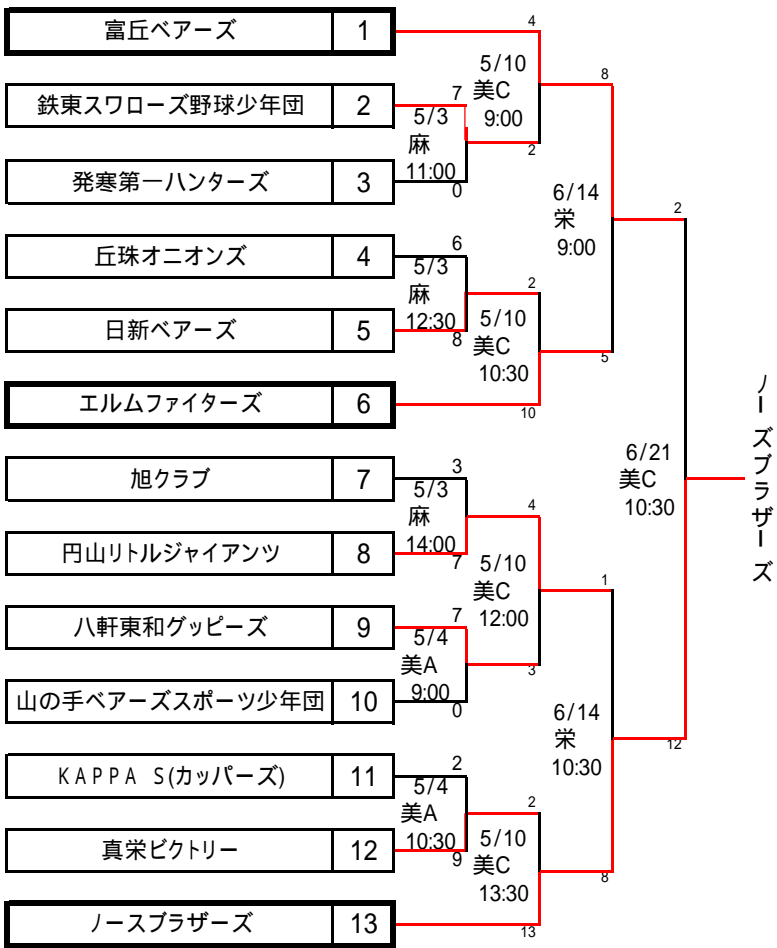 富丘ベアーズ 1
鉄東スワローズ野球少年団 2
発寒第一ハンターズ 3
丘珠オニオンズ 4
日新ベアーズ 5
エルムファイターズ 6
旭クラブ 7
円山リトルジャイアンツ 8
八軒東和グッピーズ 9
山の手ベアーズスポーツ少年団 10
KAPPA S(カッパーズ) 11
真栄ビクトリー 12
ノースブラザーズ 13
7
5/3
麻
11:00
0
6
5/3
麻
12:30
8
3
5/3
麻
14:00
7
7
5/4
美A
9:00
0
2
5/4
美A
10:30
9
4
5/10
美C
9:00
2
2
5/10
美C
10:30
10
4
5/10
美C
12:00
3
2
5/10
美C
13:30
13
8
6/14
栄
9:00
5
1
6/14
栄
10:30
8
2
6/21
美C
10:30
12
ノーズブラザーズ